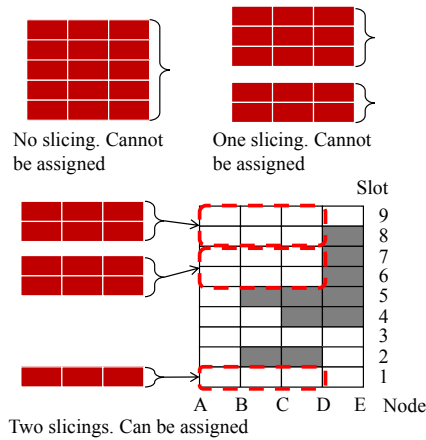 No slicing. Cannot
be assigned
One slicing. Cannot
be assigned
Slot
9
8
7
6
5
4
3
2
1
A B C D E Node
Two slicings. Can be assigned